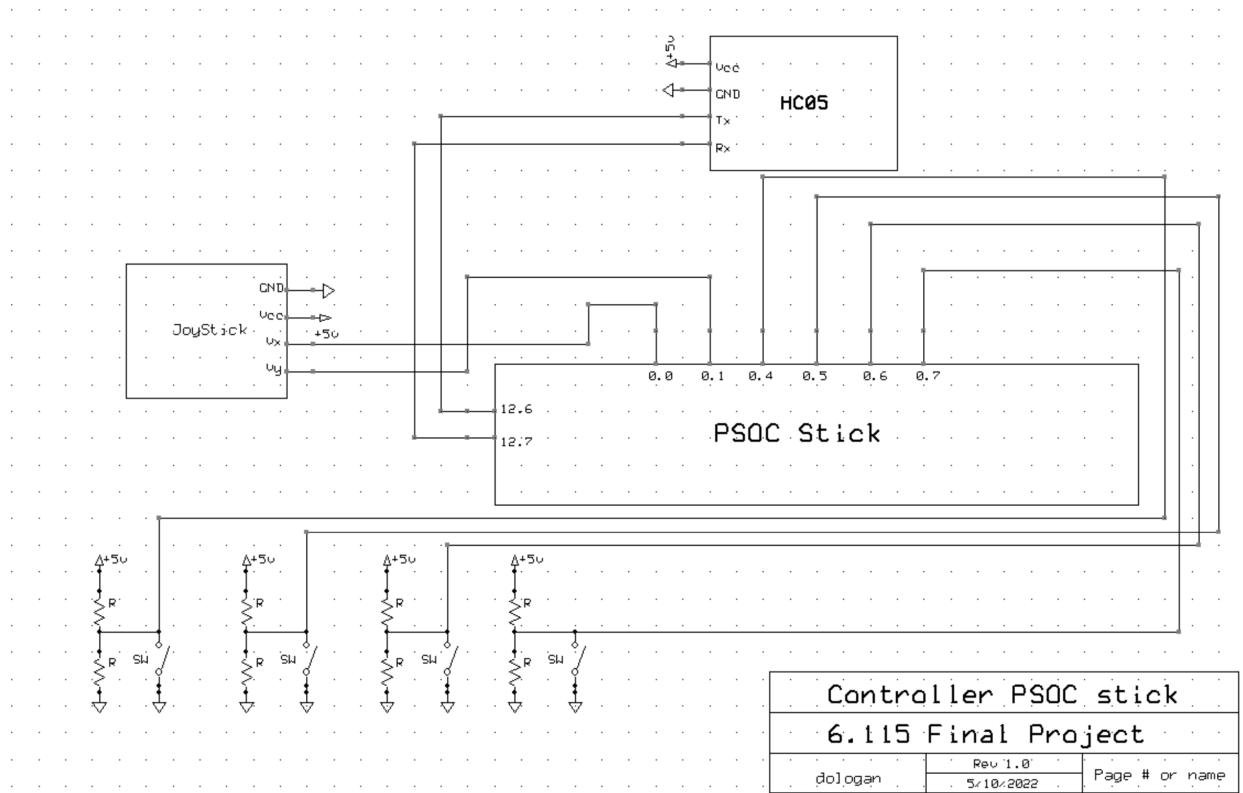 +5v
Vcc
GND
HC05
Tx
Rx
GND
Vcc
JoyStick
+5v
Vx
Vy
0.0 0.1 0.4 0.5 0.6 0.7
12.6
PSOC Stick
12.7
+5v +5v +5v +5v
R R R R
SW R SW R SW R SW R
Controller PSOC stick
6.115 Final Project
dologan
Rev 1.0
5/10/2022
Page # or name